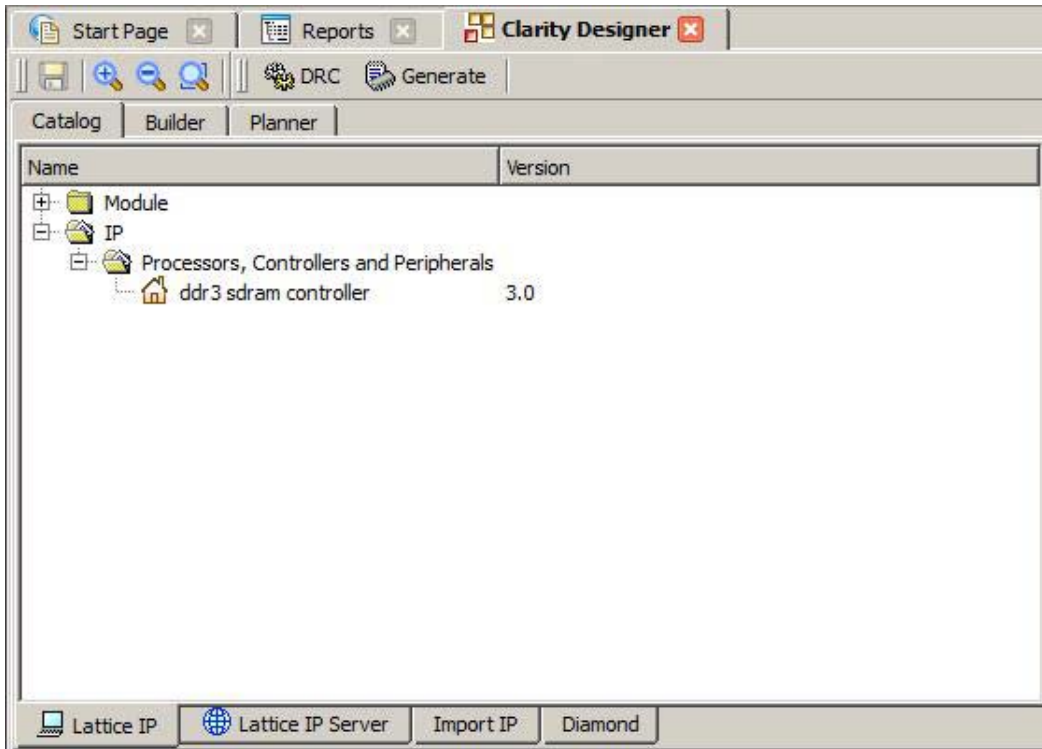 Start Page Reports Clarity Designer
DRC Generate
Catalog Builder Planner
Name Version
Module
IP
Processors, Controllers and Peripherals
ddr3 sdram controller 3.0
Lattice IP Lattice IP Server Import IP Diamond